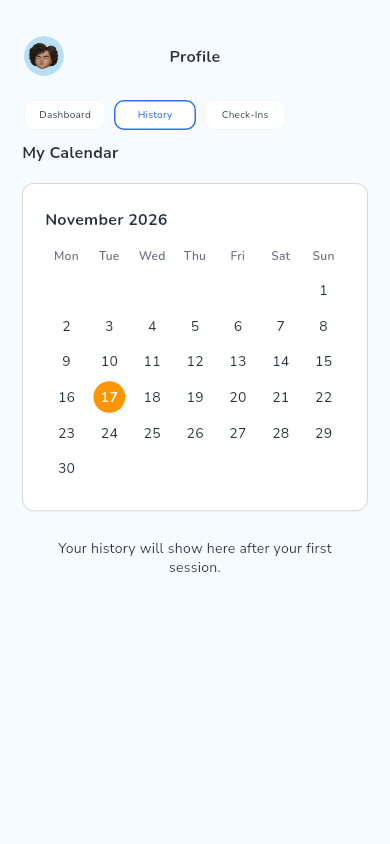 Profile
Dashboard History Check-Ins
My Calendar
November 2026
Mon Tue Wed Thu Fri Sat Sun
1
2 3 4 5 6 7 8
9 10 11 12 13 14 15
16 17 18 19 20 21 22
23 24 25 26 27 28 29
30
Your history will show here after your first
session.